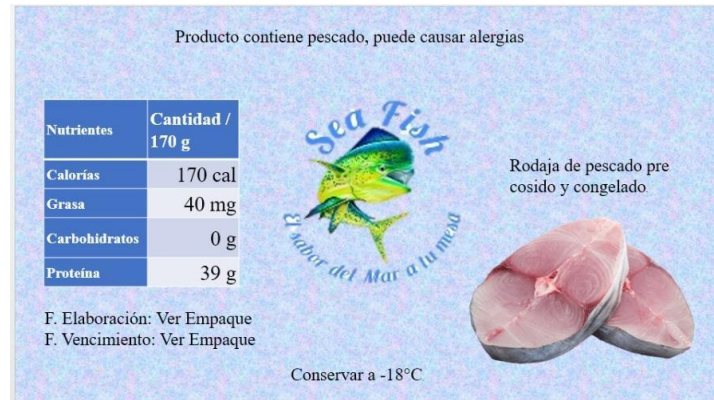 Producto contiene pescado, puede causar alergias
Nutrientes
Cantidad /
170 g
Calorías
170 cal
Grasa
40 mg
Carbohidratos
0 g
Proteína
39 g
F. Elaboración: Ver Empaque
F. Vencimiento: Ver Empaque
Sea Fish
El sabor del Mar a tu mesa
Rodaja de pescado pre
cosido y congelado
Conservar a -18°C